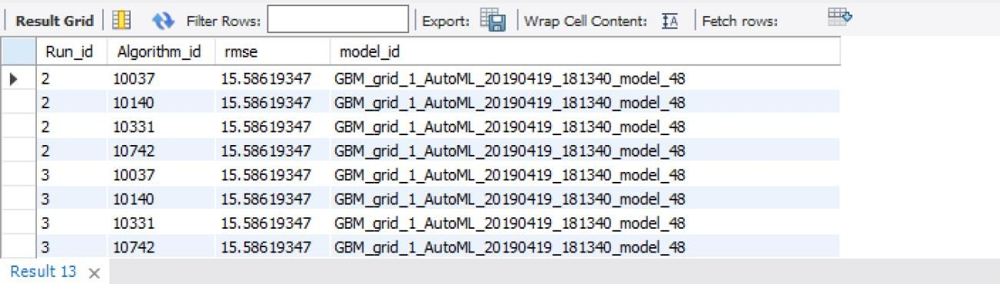 Result Grid Filter Rows: Export: Wrap Cell Content: Fetch rows:
Run_id Algorithm_id rmse model_id
2 10037 15.58619347 GBM_grid_1_AutoML_20190419_181340_model_48
2 10140 15.58619347 GBM_grid_1_AutoML_20190419_181340_model_48
2 10331 15.58619347 GBM_grid_1_AutoML_20190419_181340_model_48
2 10742 15.58619347 GBM_grid_1_AutoML_20190419_181340_model_48
3 10037 15.58619347 GBM_grid_1_AutoML_20190419_181340_model_48
3 10140 15.58619347 GBM_grid_1_AutoML_20190419_181340_model_48
3 10331 15.58619347 GBM_grid_1_AutoML_20190419_181340_model_48
3 10742 15.58619347 GBM_grid_1_AutoML_20190419_181340_model_48
Result 13